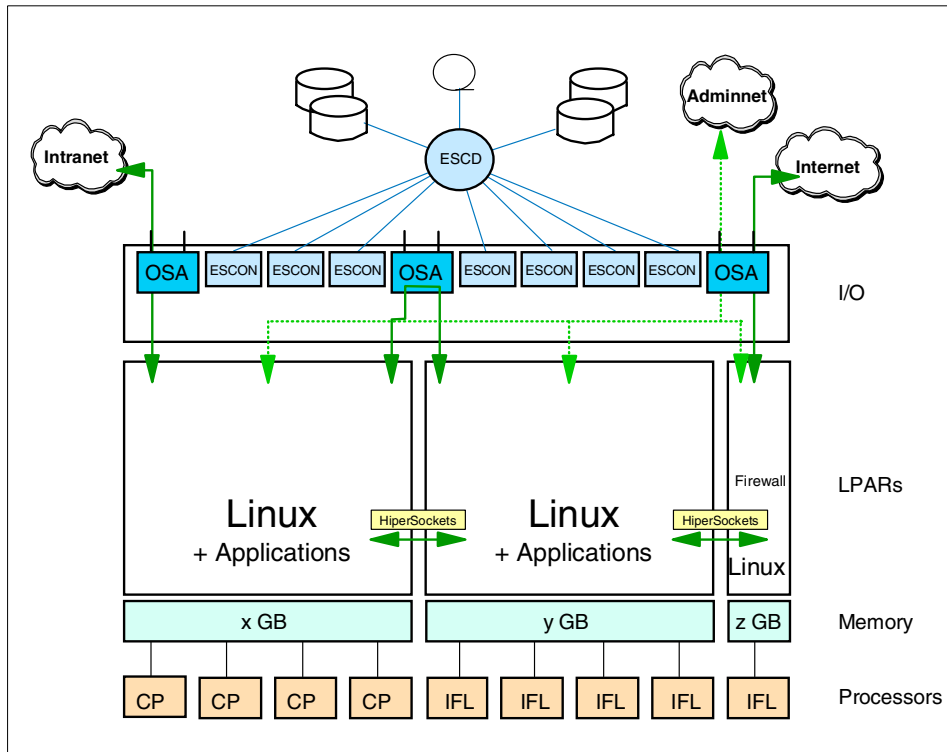 Adminnet
Intranet
ESCD
Internet
OSA ESCON ESCON ESCON OSA ESCON ESCON ESCON ESCON OSA
I/O
Firewall
LPARs
Linux Linux
HiperSockets HiperSockets
+ Applications + Applications
Linux
x GB y GB z GB Memory
CP CP CP CP IFL IFL IFL IFL IFL Processors